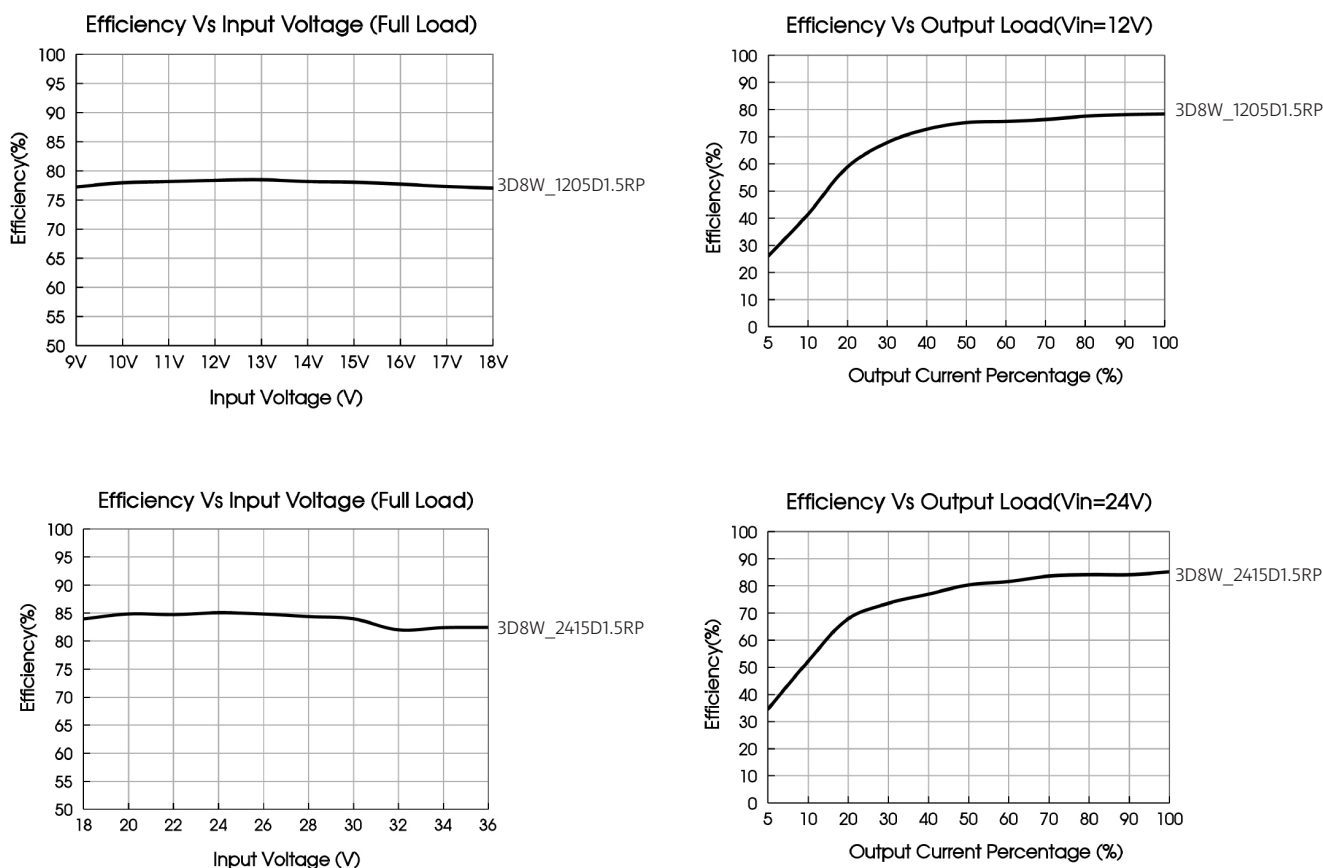 Efficiency Vs Input Voltage (Full Load)
100
95
90
85
80
75
70
65
60
55
50
Efficiency(%)
9V 10V 11V 12V 13V 14V 15V 16V 17V 18V
Input Voltage (V)
3D8W_1205D1.5RP
Efficiency Vs Output Load(Vin=12V)
100
90
80
70
60
50
40
30
20
10
0
Efficiency(%)
5 10 20 30 40 50 60 70 80 90 100
Output Current Percentage (%)
3D8W_1205D1.5RP
Efficiency Vs Input Voltage (Full Load)
100
95
90
85
80
75
70
65
60
55
50
Efficiency(%)
18 20 22 24 26 28 30 32 34 36
Input Voltage (V)
3D8W_2415D1.5RP
Efficiency Vs Output Load(Vin=24V)
100
90
80
70
60
50
40
30
20
10
0
Efficiency(%)
5 10 20 30 40 50 60 70 80 90 100
Output Current Percentage (%)
3D8W_2415D1.5RP